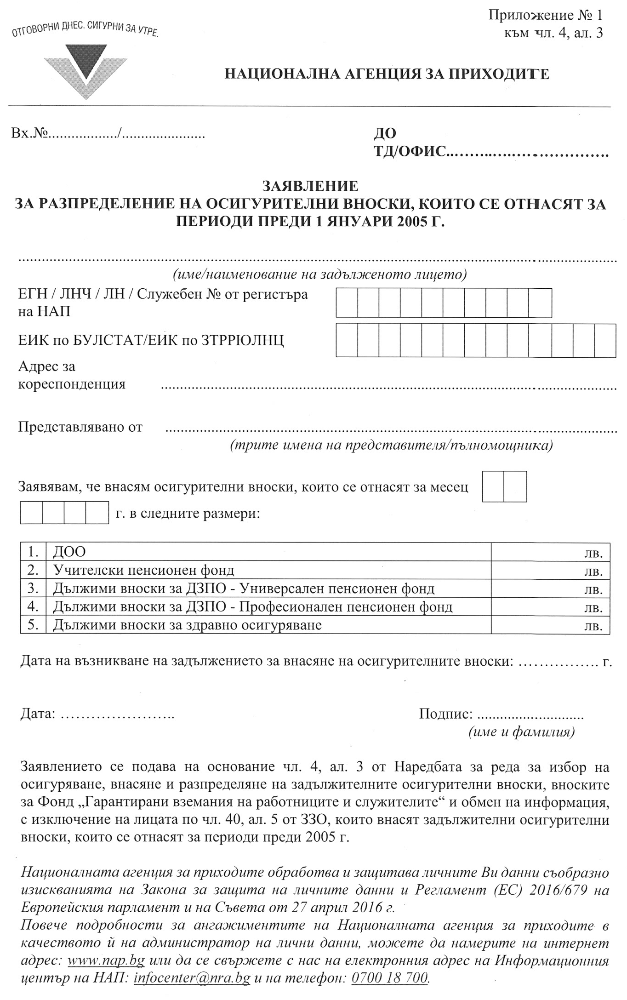 Приложение № 1
към чл. 4, ал. 3
ОТГОВОРНИ ДНЕС. СИГУРНИ ЗА УТРЕ.
НАЦИОНАЛНА АГЕНЦИЯ ЗА ПРИХОДИТЕ
Вх.№................../......................
ДО
ТД/ОФИС..............................................
ЗАЯВЛЕНИЕ
ЗА РАЗПРЕДЕЛЕНИЕ НА ОСИГУРИТЕЛНИ ВНОСКИ, КОИТО СЕ ОТНАСЯТ ЗА
ПЕРИОДИ ПРЕДИ 1 ЯНУАРИ 2005 Г.
..............................................................................................................................
(име/наименование на задълженото лицето)
ЕГН / ЛНЧ / ЛН / Служебен № от регистъра
на НАП
ЕИК по БУЛСТАТ/ЕИК по ЗТРРЮЛНЦ
Адрес за
кореспонденция ..............................................................................................
Представлявано от ..............................................................................................
(трите имена на представителя/пълномощника)
Заявявам, че внасям осигурителни вноски, които се отнасят за месец
г. в следните размери:
1. ДОО лв.
2. Учителски пенсионен фонд лв.
3. Дължими вноски за ДЗПО - Универсален пенсионен фонд лв.
4. Дължими вноски за ДЗПО - Професионален пенсионен фонд лв.
5. Дължими вноски за здравно осигуряване лв.
Дата на възникване на задължението за внасяне на осигурителните вноски: ……………. г.
Дата: …………………….. Подпис: ............................
(име и фамилия)
Заявлението се подава на основание чл. 4, ал. 3 от Наредбата за реда за избор на
осигуряване, внасяне и разпределяне на задължителните осигурителни вноски, вноските
за Фонд „Гарантирани вземания на работниците и служителите“ и обмен на информация,
с изключение на лицата по чл. 40, ал. 5 от ЗЗО, които внасят задължителни осигурителни
вноски, които се отнасят за периоди преди 2005 г.
Националната агенция за приходите обработва и защитава личните Ви данни съобразно
изискванията на Закона за защита на личните данни и Регламент (ЕС) 2016/679 на
Европейския парламент и на Съвета от 27 април 2016 г.
Повече подробности за ангажиментите на Националната агенция за приходите в
качеството й на администратор на лични данни, можете да намерите на интернет
адрес: www.nap.bg или да се свържете с нас на електронния адрес на Информационния
център на НАП: infocenter@nra.bg и на телефон: 0700 18 700.